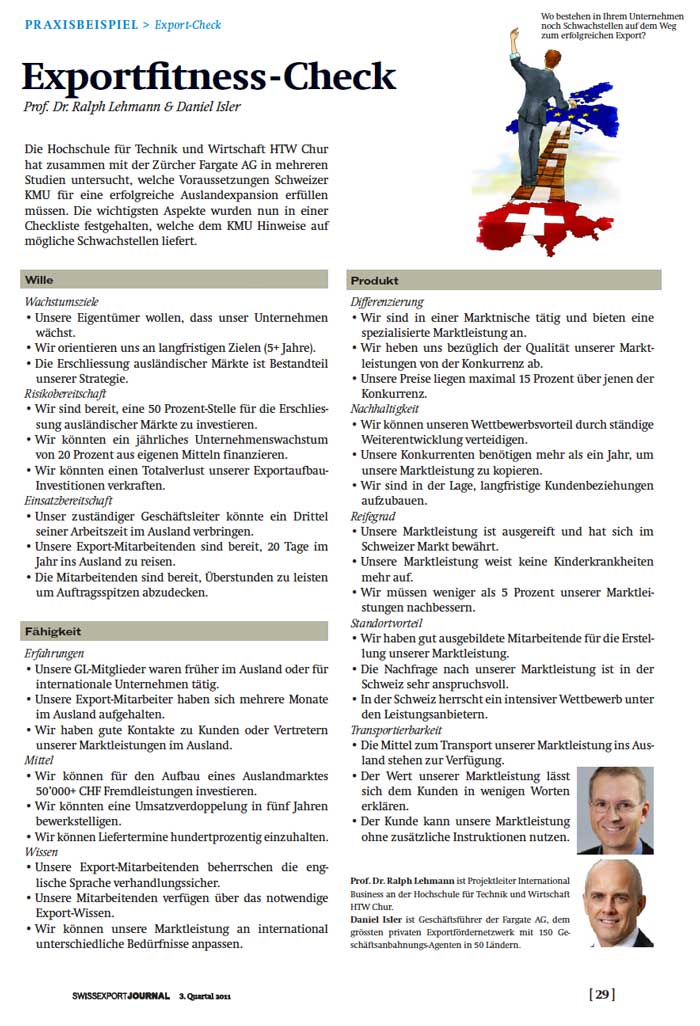 PRAXISBEISPIEL > Export-Check
Wo bestehen in Ihrem Unternehmen
noch Schwachstellen auf dem Weg
zum erfolgreichen Export?
Exportfitness-Check
Prof. Dr. Ralph Lehmann & Daniel Isler
Die Hochschule für Technik und Wirtschaft HTW Chur
hat zusammen mit der Zürcher Fargate AG in mehreren
Studien untersucht, welche Voraussetzungen Schweizer
KMU für eine erfolgreiche Auslandexpansion erfüllen
müssen. Die wichtigsten Aspekte wurden nun in einer
Checkliste festgehalten, welche dem KMU Hinweise auf
mögliche Schwachstellen liefert.
Wille
Wachstumsziele
• Unsere Eigentümer wollen, dass unser Unternehmen
wächst.
• Wir orientieren uns an langfristigen Zielen (5+ Jahre).
• Die Erschliessung ausländischer Märkte ist Bestandteil
unserer Strategie.
Risikobereitschaft
• Wir sind bereit, eine 50 Prozent-Stelle für die Erschlies-
sung ausländischer Märkte zu investieren.
• Wir könnten ein jährliches Unternehmenswachstum
von 20 Prozent aus eigenen Mitteln finanzieren.
• Wir könnten einen Totalverlust unserer Exportaufbau-
Investitionen verkraften.
Einsatzbereitschaft
• Unser zuständiger Geschäftsleiter könnte ein Drittel
seiner Arbeitszeit im Ausland verbringen.
• Unsere Export-Mitarbeitenden sind bereit, 20 Tage im
Jahr ins Ausland zu reisen.
• Die Mitarbeitenden sind bereit, Überstunden zu leisten
um Auftragsspitzen abzudecken.
Fähigkeit
Erfahrungen
• Unsere GL-Mitglieder waren früher im Ausland oder für
internationale Unternehmen tätig.
• Unsere Export-Mitarbeiter haben sich mehrere Monate
im Ausland aufgehalten.
• Wir haben gute Kontakte zu Kunden oder Vertretern
unserer Marktleistungen im Ausland.
Mittel
• Wir können für den Aufbau eines Auslandmarktes
50'000+ CHF Fremdleistungen investieren.
• Wir könnten eine Umsatzverdoppelung in fünf Jahren
bewerkstelligen.
• Wir können Liefertermine hundertprozentig einzuhalten.
Wissen
• Unsere Export-Mitarbeitenden beherrschen die eng-
lische Sprache verhandlungssicher.
• Unsere Mitarbeitenden verfügen über das notwendige
Export-Wissen.
• Wir können unsere Marktleistung an international
unterschiedliche Bedürfnisse anpassen.
Produkt
Differenzierung
• Wir sind in einer Marktnische tätig und bieten eine
spezialisierte Marktleistung an.
• Wir heben uns bezüglich der Qualität unserer Markt-
leistungen von der Konkurrenz ab.
• Unsere Preise liegen maximal 15 Prozent über jenen der
Konkurrenz.
Nachhaltigkeit
• Wir können unseren Wettbewerbsvorteil durch ständige
Weiterentwicklung verteidigen.
• Unsere Konkurrenten benötigen mehr als ein Jahr, um
unsere Marktleistung zu kopieren.
• Wir sind in der Lage, langfristige Kundenbeziehungen
aufzubauen.
Reifegrad
• Unsere Marktleistung ist ausgereift und hat sich im
Schweizer Markt bewährt.
• Unsere Marktleistung weist keine Kinderkrankheiten
mehr auf.
• Wir müssen weniger als 5 Prozent unserer Marktlei-
stungen nachbessern.
Standortvorteil
• Wir haben gut ausgebildete Mitarbeitende für die Erstel-
lung unserer Marktleistung.
• Die Nachfrage nach unserer Marktleistung ist in der
Schweiz sehr anspruchsvoll.
• In der Schweiz herrscht ein intensiver Wettbewerb unter
den Leistungsanbietern.
Transportierbarkeit
• Die Mittel zum Transport unserer Marktleistung ins Aus-
land stehen zur Verfügung.
• Der Wert unserer Marktleistung lässt
sich dem Kunden in wenigen Worten
erklären.
• Der Kunde kann unsere Marktleistung
ohne zusätzliche Instruktionen nutzen.
Prof. Dr. Ralph Lehmann ist Projektleiter International
Business an der Hochschule für Technik und Wirtschaft
HTW Chur.
Daniel Isler ist Geschäftsführer der Fargate AG, dem
grössten privaten Exportfördernetzwerk mit 150 Ge-
schäftsanbahnungs-Agenten in 50 Ländern.
SWISSEXPORTJOURNAL 3. Quartal 2011
[ 29 ]